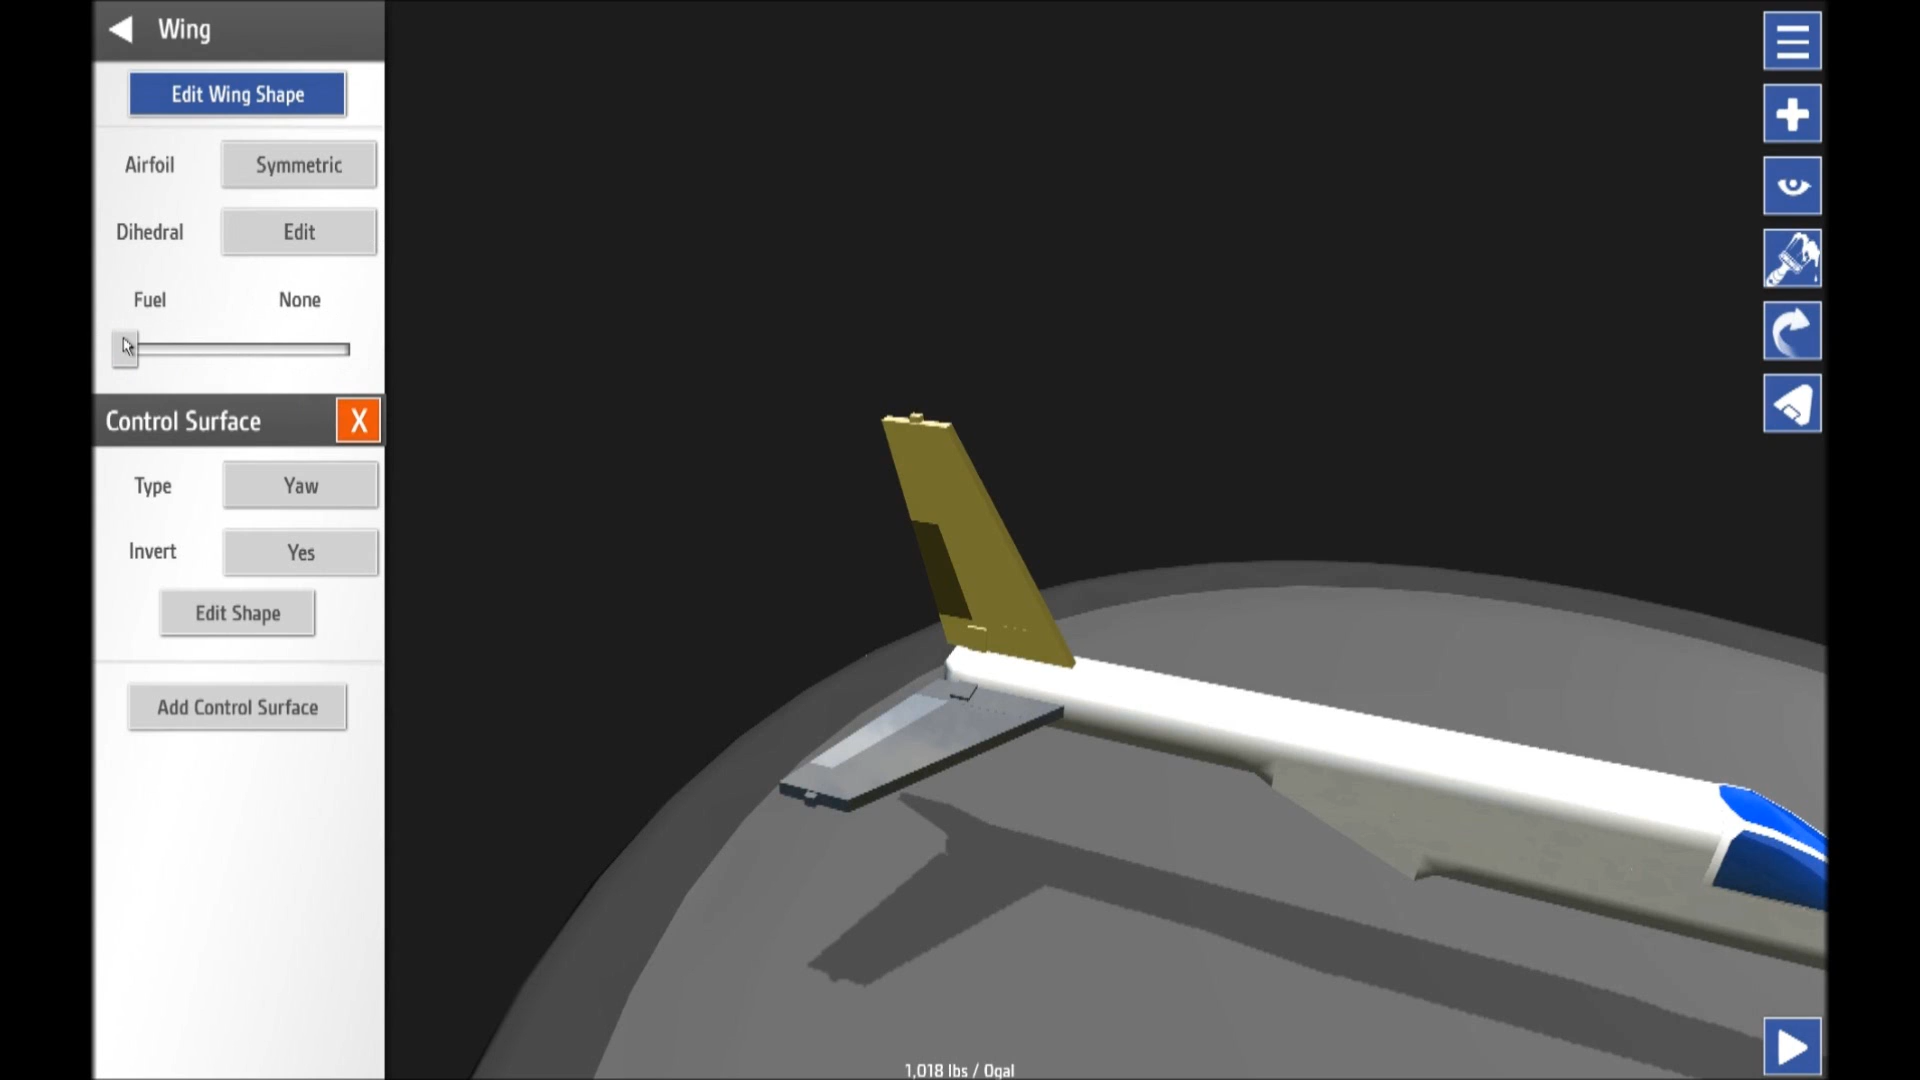 Wing
Edit Wing Shape
Airfoil Symmetric
Dihedral Edit
Fuel None
Control Surface X
Type Yaw
Invert Yes
Edit Shape
Add Control Surface
1,018 lbs / 0gal